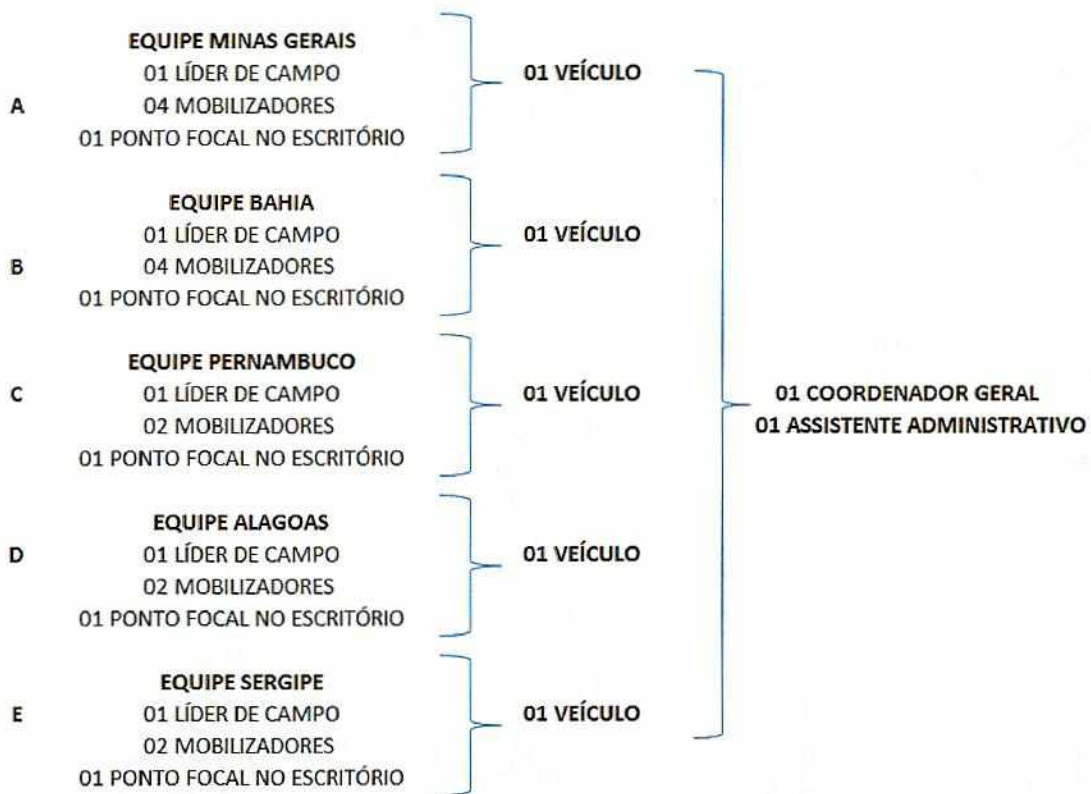 EQUIPE MINAS GERAIS
01 LÍDER DE CAMPO
01 VEÍCULO
A
04 MOBILIZADORES
01 PONTO FOCAL NO ESCRITÓRIO
EQUIPE BAHIA
01 LÍDER DE CAMPO
01 VEÍCULO
B
04 MOBILIZADORES
01 PONTO FOCAL NO ESCRITÓRIO
EQUIPE PERNAMBUCO
C
01 LÍDER DE CAMPO
01 VEÍCULO
02 MOBILIZADORES
01 PONTO FOCAL NO ESCRITÓRIO
01 COORDENADOR GERAL
01 ASSISTENTE ADMINISTRATIVO
EQUIPE ALAGOAS
D
01 LÍDER DE CAMPO
01 VEÍCULO
02 MOBILIZADORES
01 PONTO FOCAL NO ESCRITÓRIO
EQUIPE SERGIPE
E
01 LÍDER DE CAMPO
01 VEÍCULO
02 MOBILIZADORES
01 PONTO FOCAL NO ESCRITÓRIO